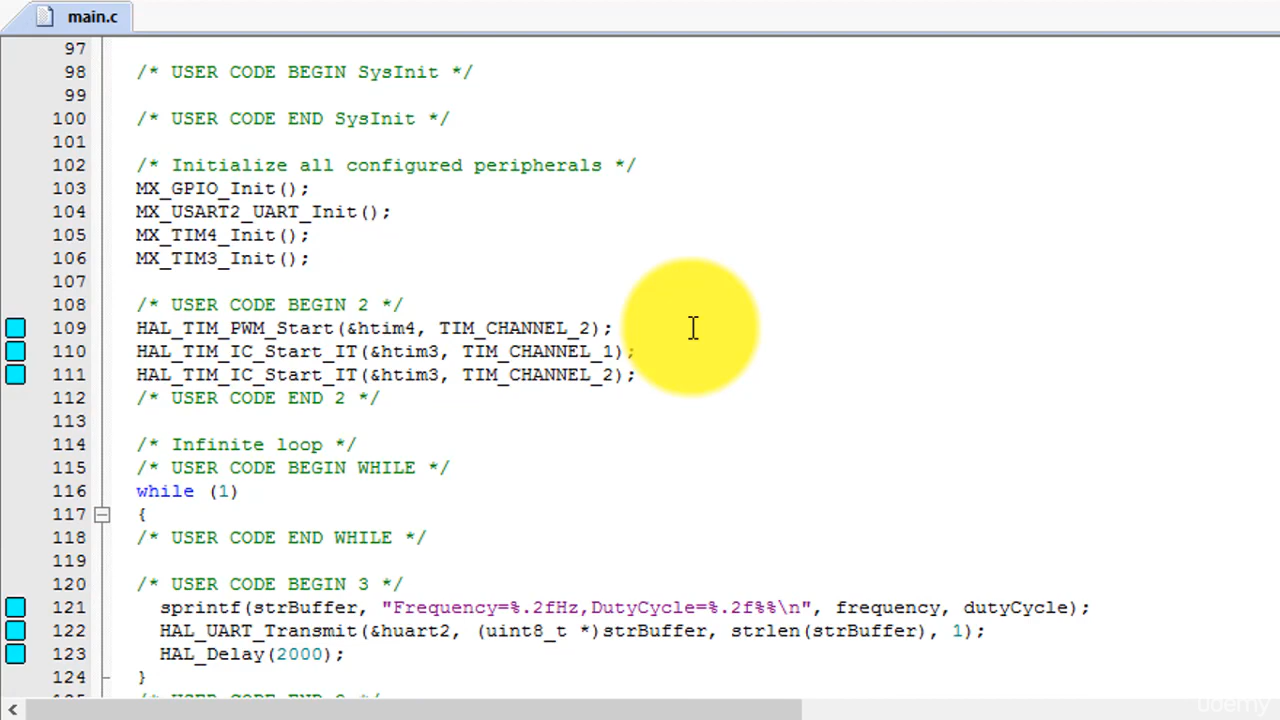 main.c
97
98 /* USER CODE BEGIN SysInit */
99
100 /* USER CODE END SysInit */
101
102 /* Initialize all configured peripherals */
103 MX_GPIO_Init();
104 MX_USART2_UART_Init();
105 MX_TIM4_Init();
106 MX_TIM3_Init();
107
108 /* USER CODE BEGIN 2 */
109 HAL_TIM_PWM_Start(&htim4, TIM_CHANNEL_2);
110 HAL_TIM_IC_Start_IT(&htim3, TIM_CHANNEL_1);
111 HAL_TIM_IC_Start_IT(&htim3, TIM_CHANNEL_2);
112 /* USER CODE END 2 */
113
114 /* Infinite loop */
115 /* USER CODE BEGIN WHILE */
116 while (1)
117 {
118 /* USER CODE END WHILE */
119
120 /* USER CODE BEGIN 3 */
121 sprintf(strBuffer, "Frequency=%.2fHz,DutyCycle=%.2f%%\n", frequency, dutyCycle);
122 HAL_UART_Transmit(&huart2, (uint8_t *)strBuffer, strlen(strBuffer), 1);
123 HAL_Delay(2000);
124 }
udemy